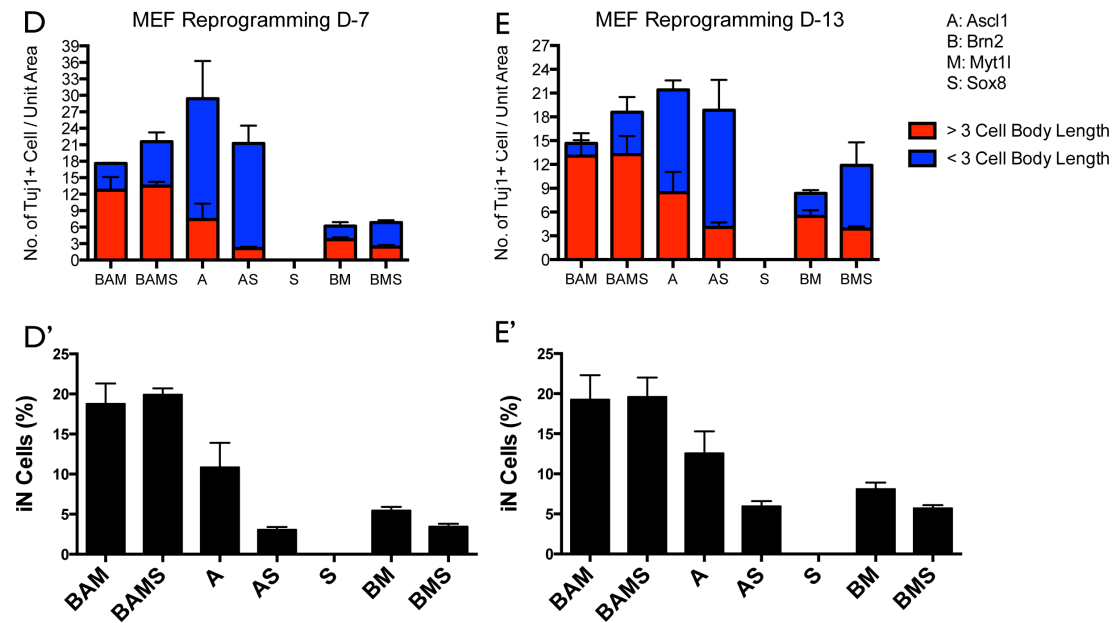 D
MEF Reprogramming D-7
No. of Tuj1+ Cell / Unit Area
39
36
33
30
27
24
21
18
15
12
9
6
3
0
BAM BAMS A AS S BM BMS
E
MEF Reprogramming D-13
No. of Tuj1+ Cell / Unit Area
27
24
21
18
15
12
9
6
3
0
BAM BAMS A AS S BM BMS
A: Ascl1
B: Brn2
M: Myt1l
S: Sox8
> 3 Cell Body Length
< 3 Cell Body Length
D'
iN Cells (%)
25
20
15
10
5
0
BAM BAMS A AS S BM BMS
E'
iN Cells (%)
25
20
15
10
5
0
BAM BAMS A AS S BM BMS